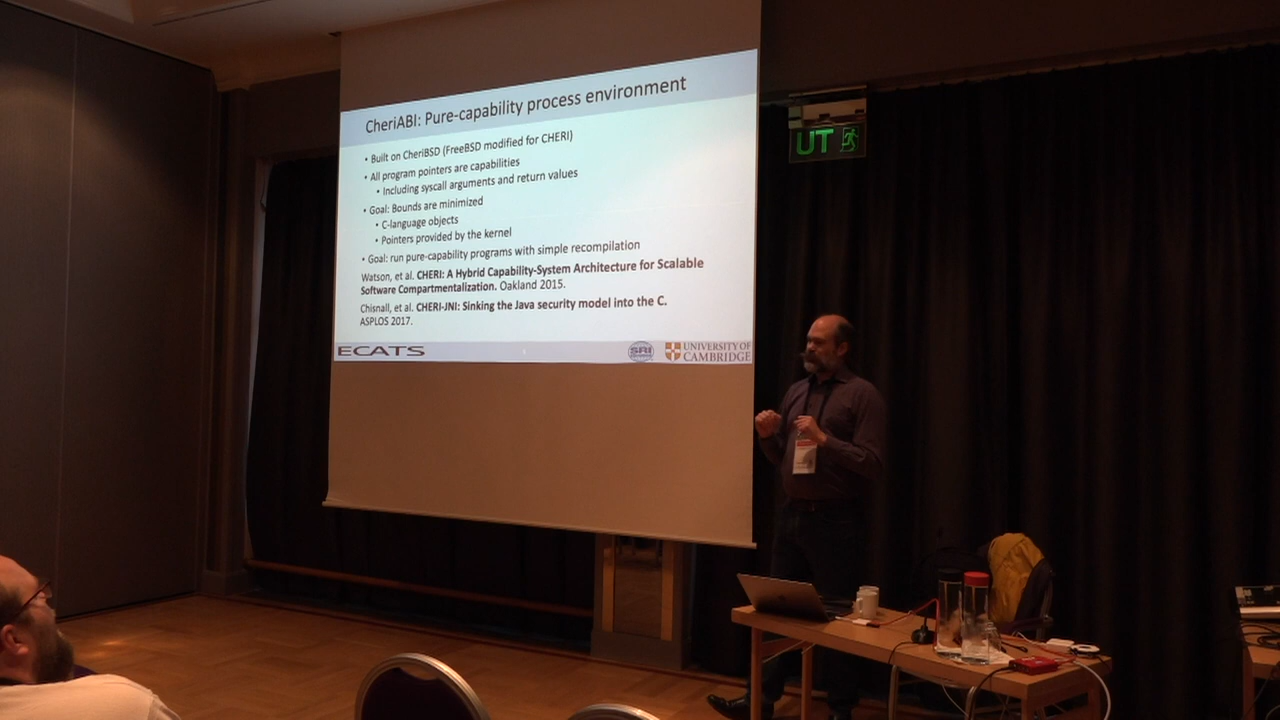 CheriABI: Pure-capability process environment
• Built on CheriBSD (FreeBSD modified for CHERI)
• All program pointers are capabilities
• Including syscall arguments and return values
• Goal: Bounds are minimized
• C-language objects
• Pointers provided by the kernel
• Goal: run pure-capability programs with simple recompilation
Watson, et al. CHERI: A Hybrid Capability-System Architecture for Scalable
Software Compartmentalization. Oakland 2015.
Chisnall, et al. CHERI-JNI: Sinking the Java security model into the C.
ASPLOS 2017.
ECATS
SRI
UNIVERSITY OF
CAMBRIDGE
UT